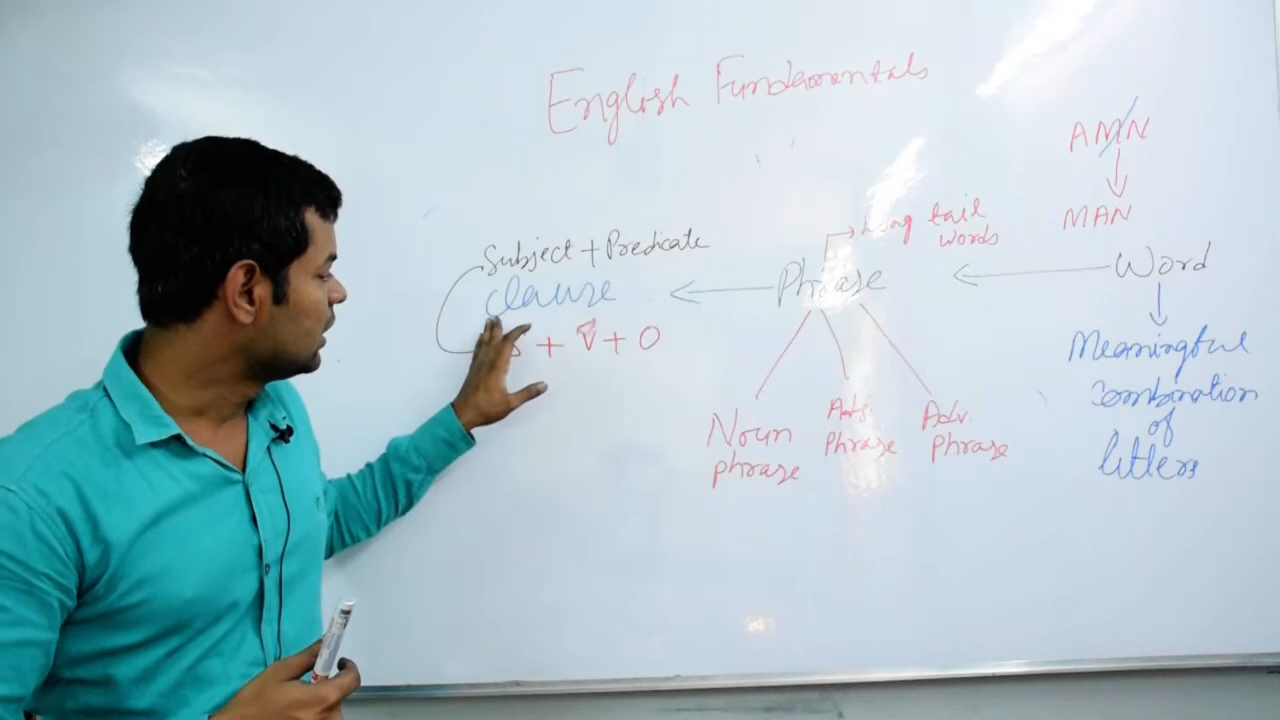 English Fundamentals
AMN
MAN
Long tail
words
Subject + Predicate
Clause
+ V + O
Phrase
Word
Noun
phrase
Adj.
Phrase
Adv.
Phrase
Meaningful
combination
of
letters